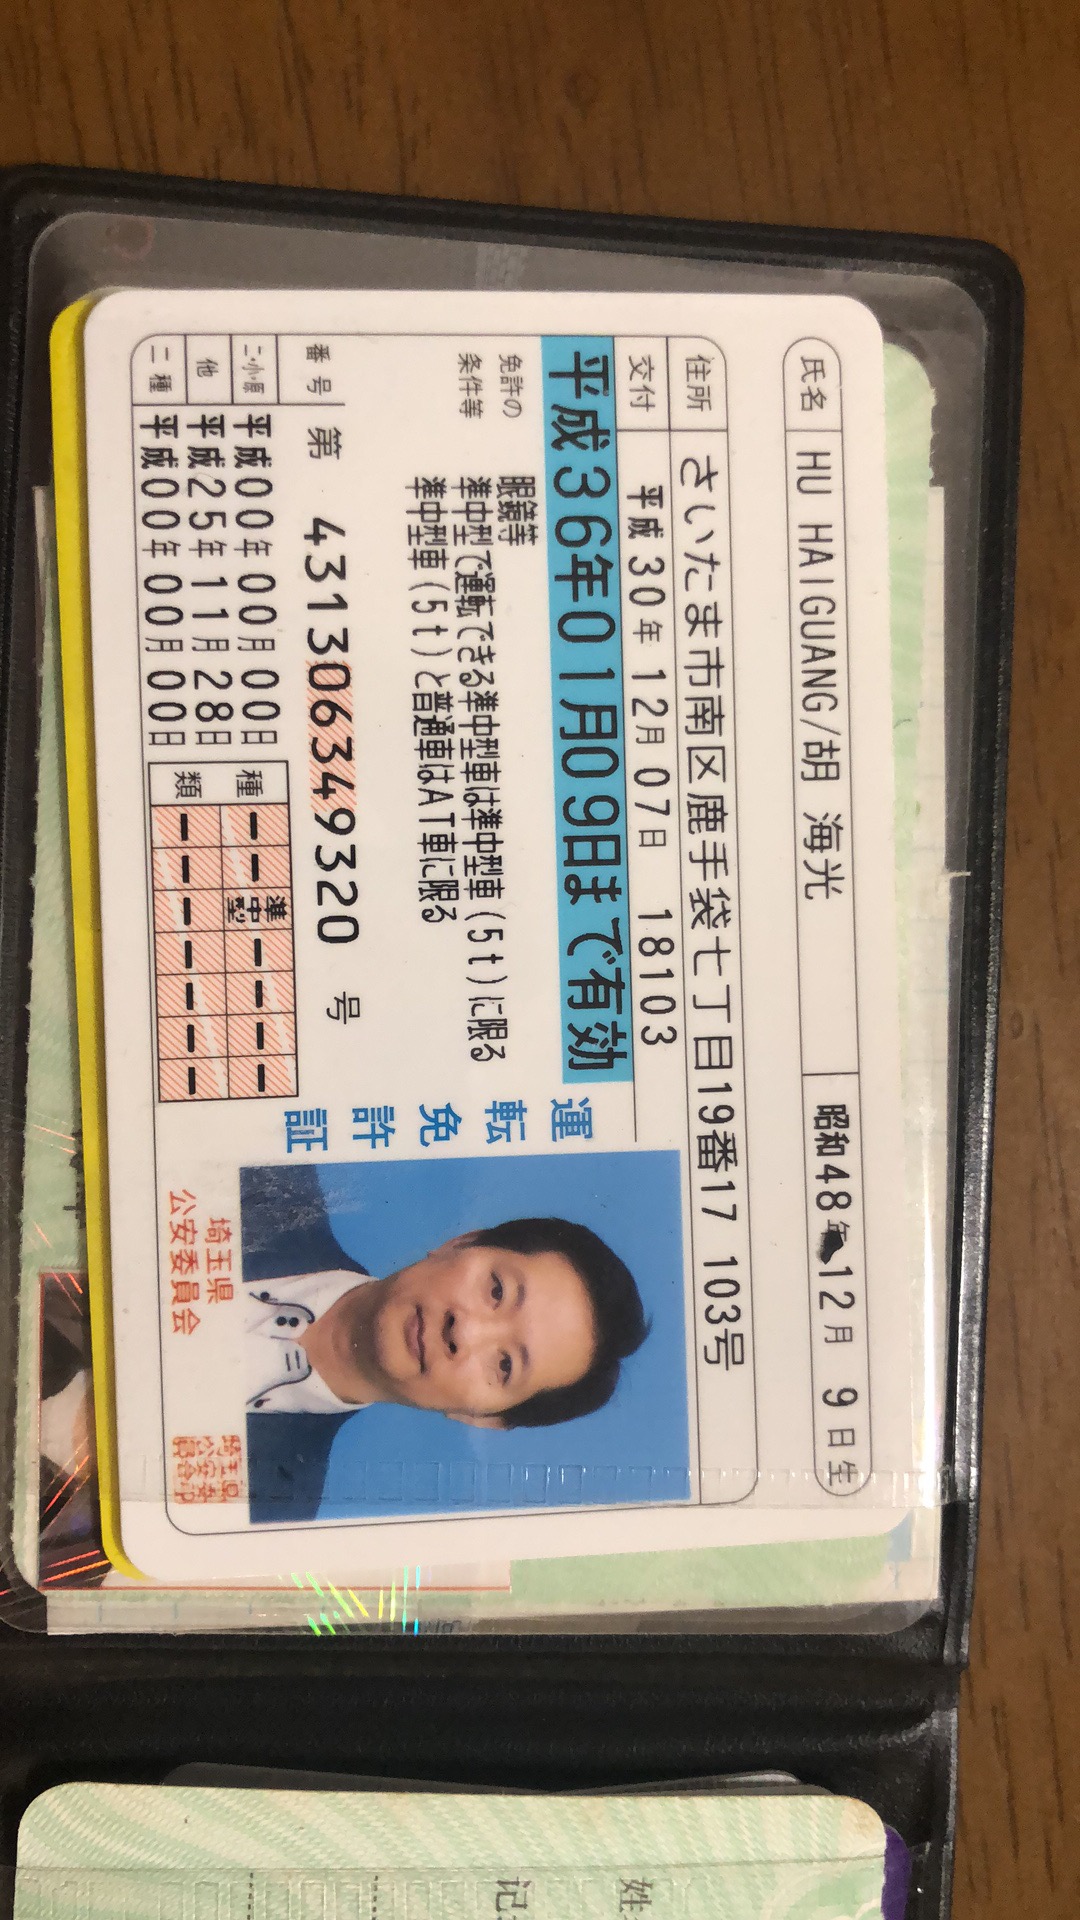 氏名 HU HAIGUANG/胡 海光 昭和48年12月 9日生
住所 さいたま市南区鹿手袋七丁目19番17 103号
交付 平成30年12月07日 18103
平成36年01月09日まで有効
免許の条件等 眼鏡等
準中型で運転できる準中型車は準中型車(5t)に限る
準中型車(5t)と普通車はAT車に限る
番号 第 431306349320 号
二・小・原 平成00年00月00日
他 平成25年11月28日
二種 平成00年00月00日
種類 準中型
運転免許証
埼玉県
公安委員会
姓
记